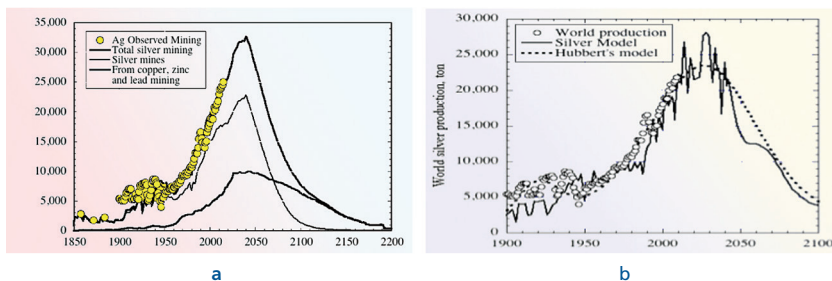 35,000
30,000
25,000
20,000
15,000
10,000
5,000
0
Ag Observed Mining
Total silver mining
Silver mines
From copper, zinc
and lead mining
1850 1900 1950 2000 2050 2100 2150 2200
a
World silver production, ton
30,000
25,000
20,000
15,000
10,000
5,000
0
World production
Silver Model
Hubbert's model
1900 1950 2000 2050 2100
b